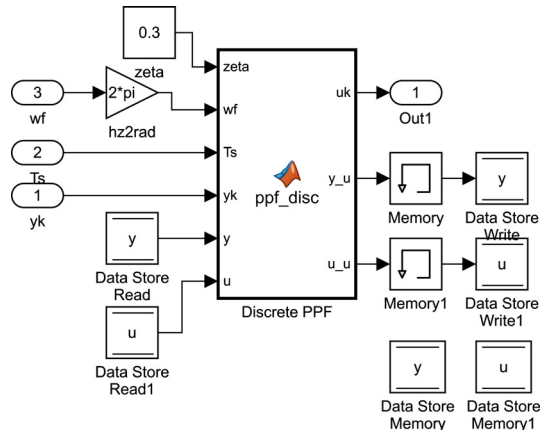 0.3
zeta
3
wf
2*pi
hz2rad
2
Ts
1
yk
y
Data Store
Read
u
Data Store
Read1
zeta
wf
Ts
yk
y
u
ppf_disc
uk
y_u
u_u
Discrete PPF
1
Out1
Memory
y
Data Store
Write
Memory1
u
Data Store
Write1
y
Data Store
Memory
u
Data Store
Memory1